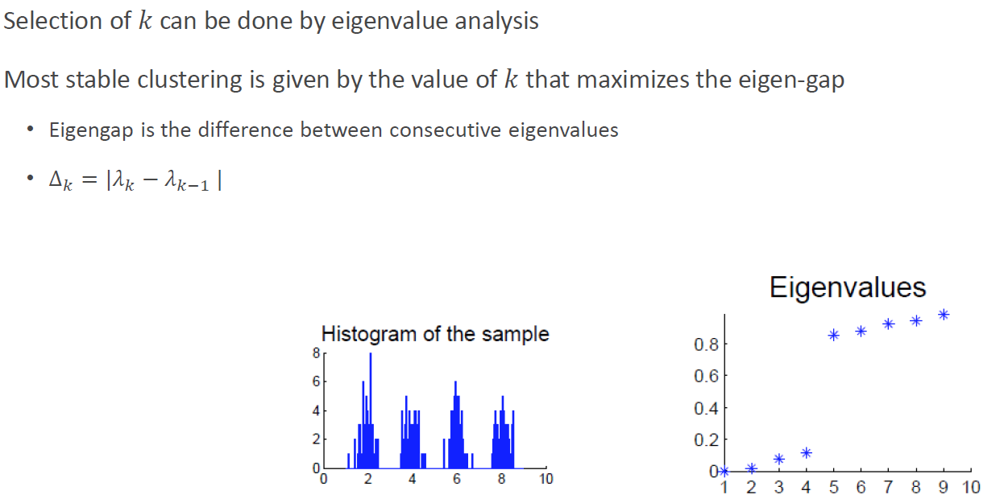 Selection of k can be done by eigenvalue analysis
Most stable clustering is given by the value of k that maximizes the eigen-gap
• Eigengap is the difference between consecutive eigenvalues
• Δₖ = |λₖ − λₖ₋₁ |
Histogram of the sample
8
6
4
2
0
0 2 4 6 8 10
Eigenvalues
0.8
0.6
0.4
0.2
0
1 2 3 4 5 6 7 8 9 10